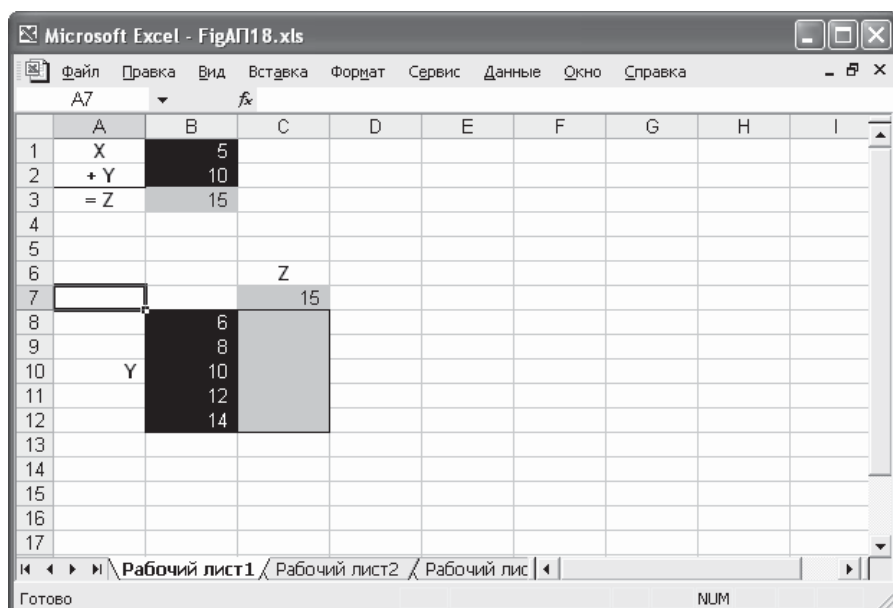 Microsoft Excel - FigАП18.xls
Файл Правка Вид Вставка Формат Сервис Данные Окно Справка
A7 fx
A B C D E F G H I
1 X 5
2 + Y 10
3 = Z 15
4
5
6 Z
7 15
8 6
9 8
10 Y 10
11 12
12 14
13
14
15
16
17
Рабочий лист1 / Рабочий лист2 / Рабочий лис
Готово NUM